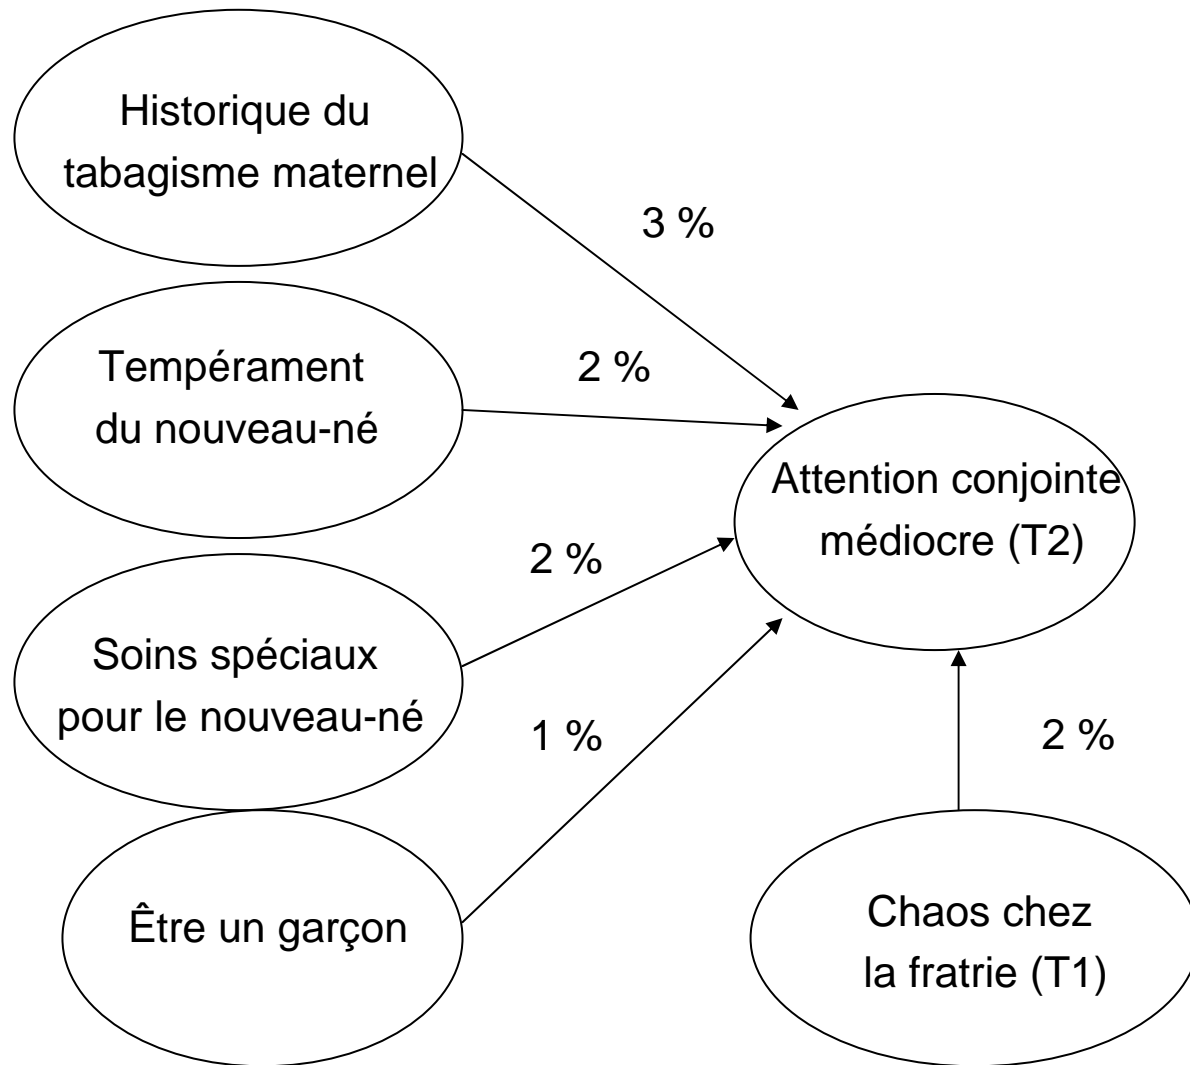 Historique du
tabagisme maternel
3 %
Tempérament
du nouveau-né
2 %
Attention conjointe
médiocre (T2)
Soins spéciaux
pour le nouveau-né
2 %
Être un garçon
1 %
2 %
Chaos chez
la fratrie (T1)